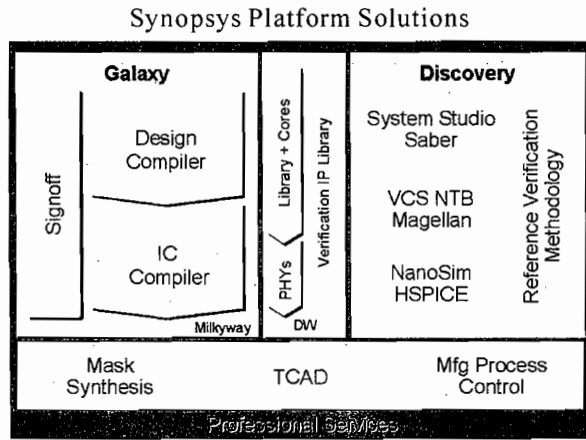 Synopsys Platform Solutions
Galaxy
Signoff
Design
Compiler
IC
Compiler
Milkyway
Library + Cores
PHYs
Verification IP Library
DW
Discovery
System Studio
Saber
VCS NTB
Magellan
NanoSim
HSPICE
Reference Verification
Methodology
Mask
Synthesis
TCAD
Mfg Process
Control
Professional Services